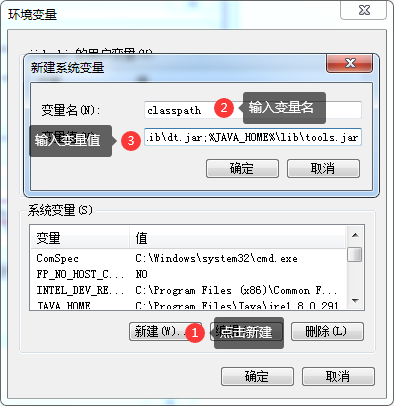 环境变量
的用户变量(U)
新建系统变量
变量名(N):
classpath
2 输入变量名
输入变量值 3
.ib\dt.jar;%JAVA_HOME%\lib\tools.jar
确定 取消
系统变量(S)
变量 值
ComSpec C:\Windows\system32\cmd.exe
FP_NO_HOST_C... NO
INTEL_DEV_RE... C:\Program Files (x86)\Common F...
JAVA_HOME C:\Program Files\Java\jre1.8.0_291
新建(W)... 1 点击新建 删除(L)
确定 取消